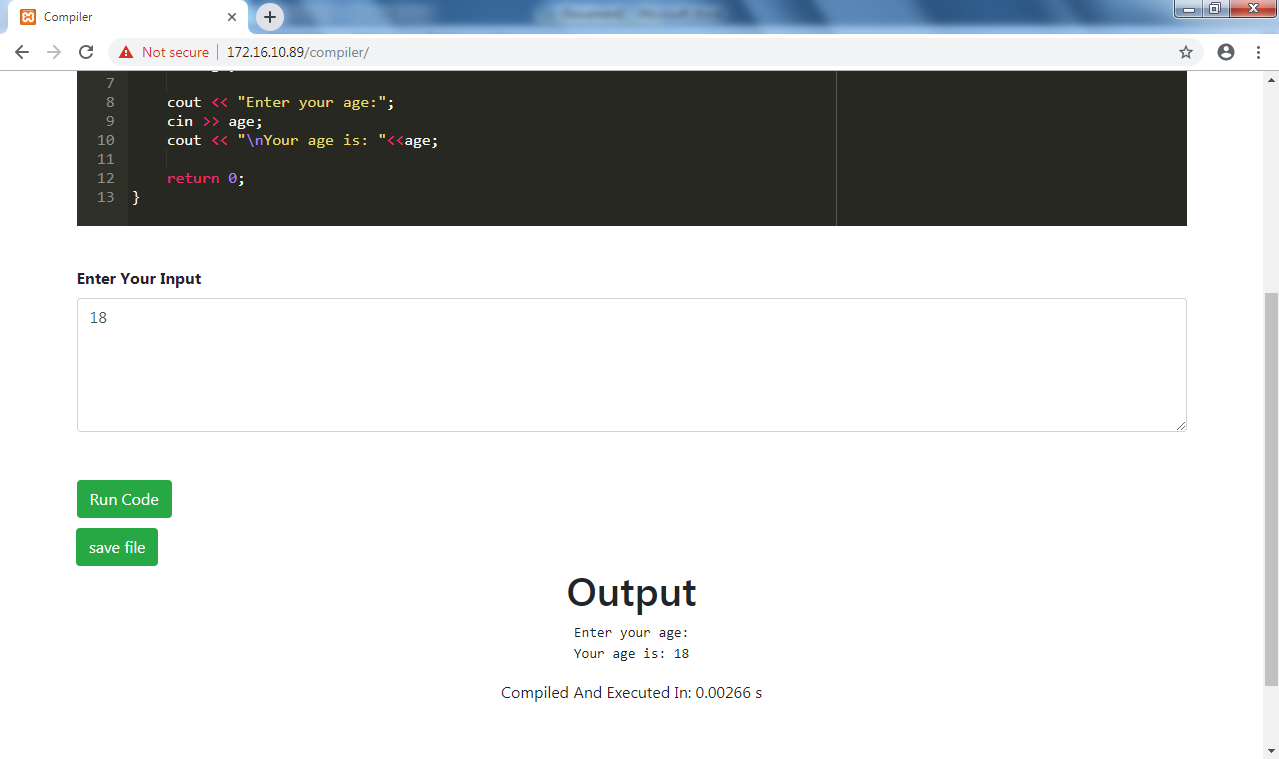 Compiler
Not secure 172.16.10.89/compiler/
7
8 cout << "Enter your age:";
9 cin >> age;
10 cout << "\nYour age is: "<<age;
11
12 return 0;
13 }
Enter Your Input
18
Run Code
save file
Output
Enter your age:
Your age is: 18
Compiled And Executed In: 0.00266 s